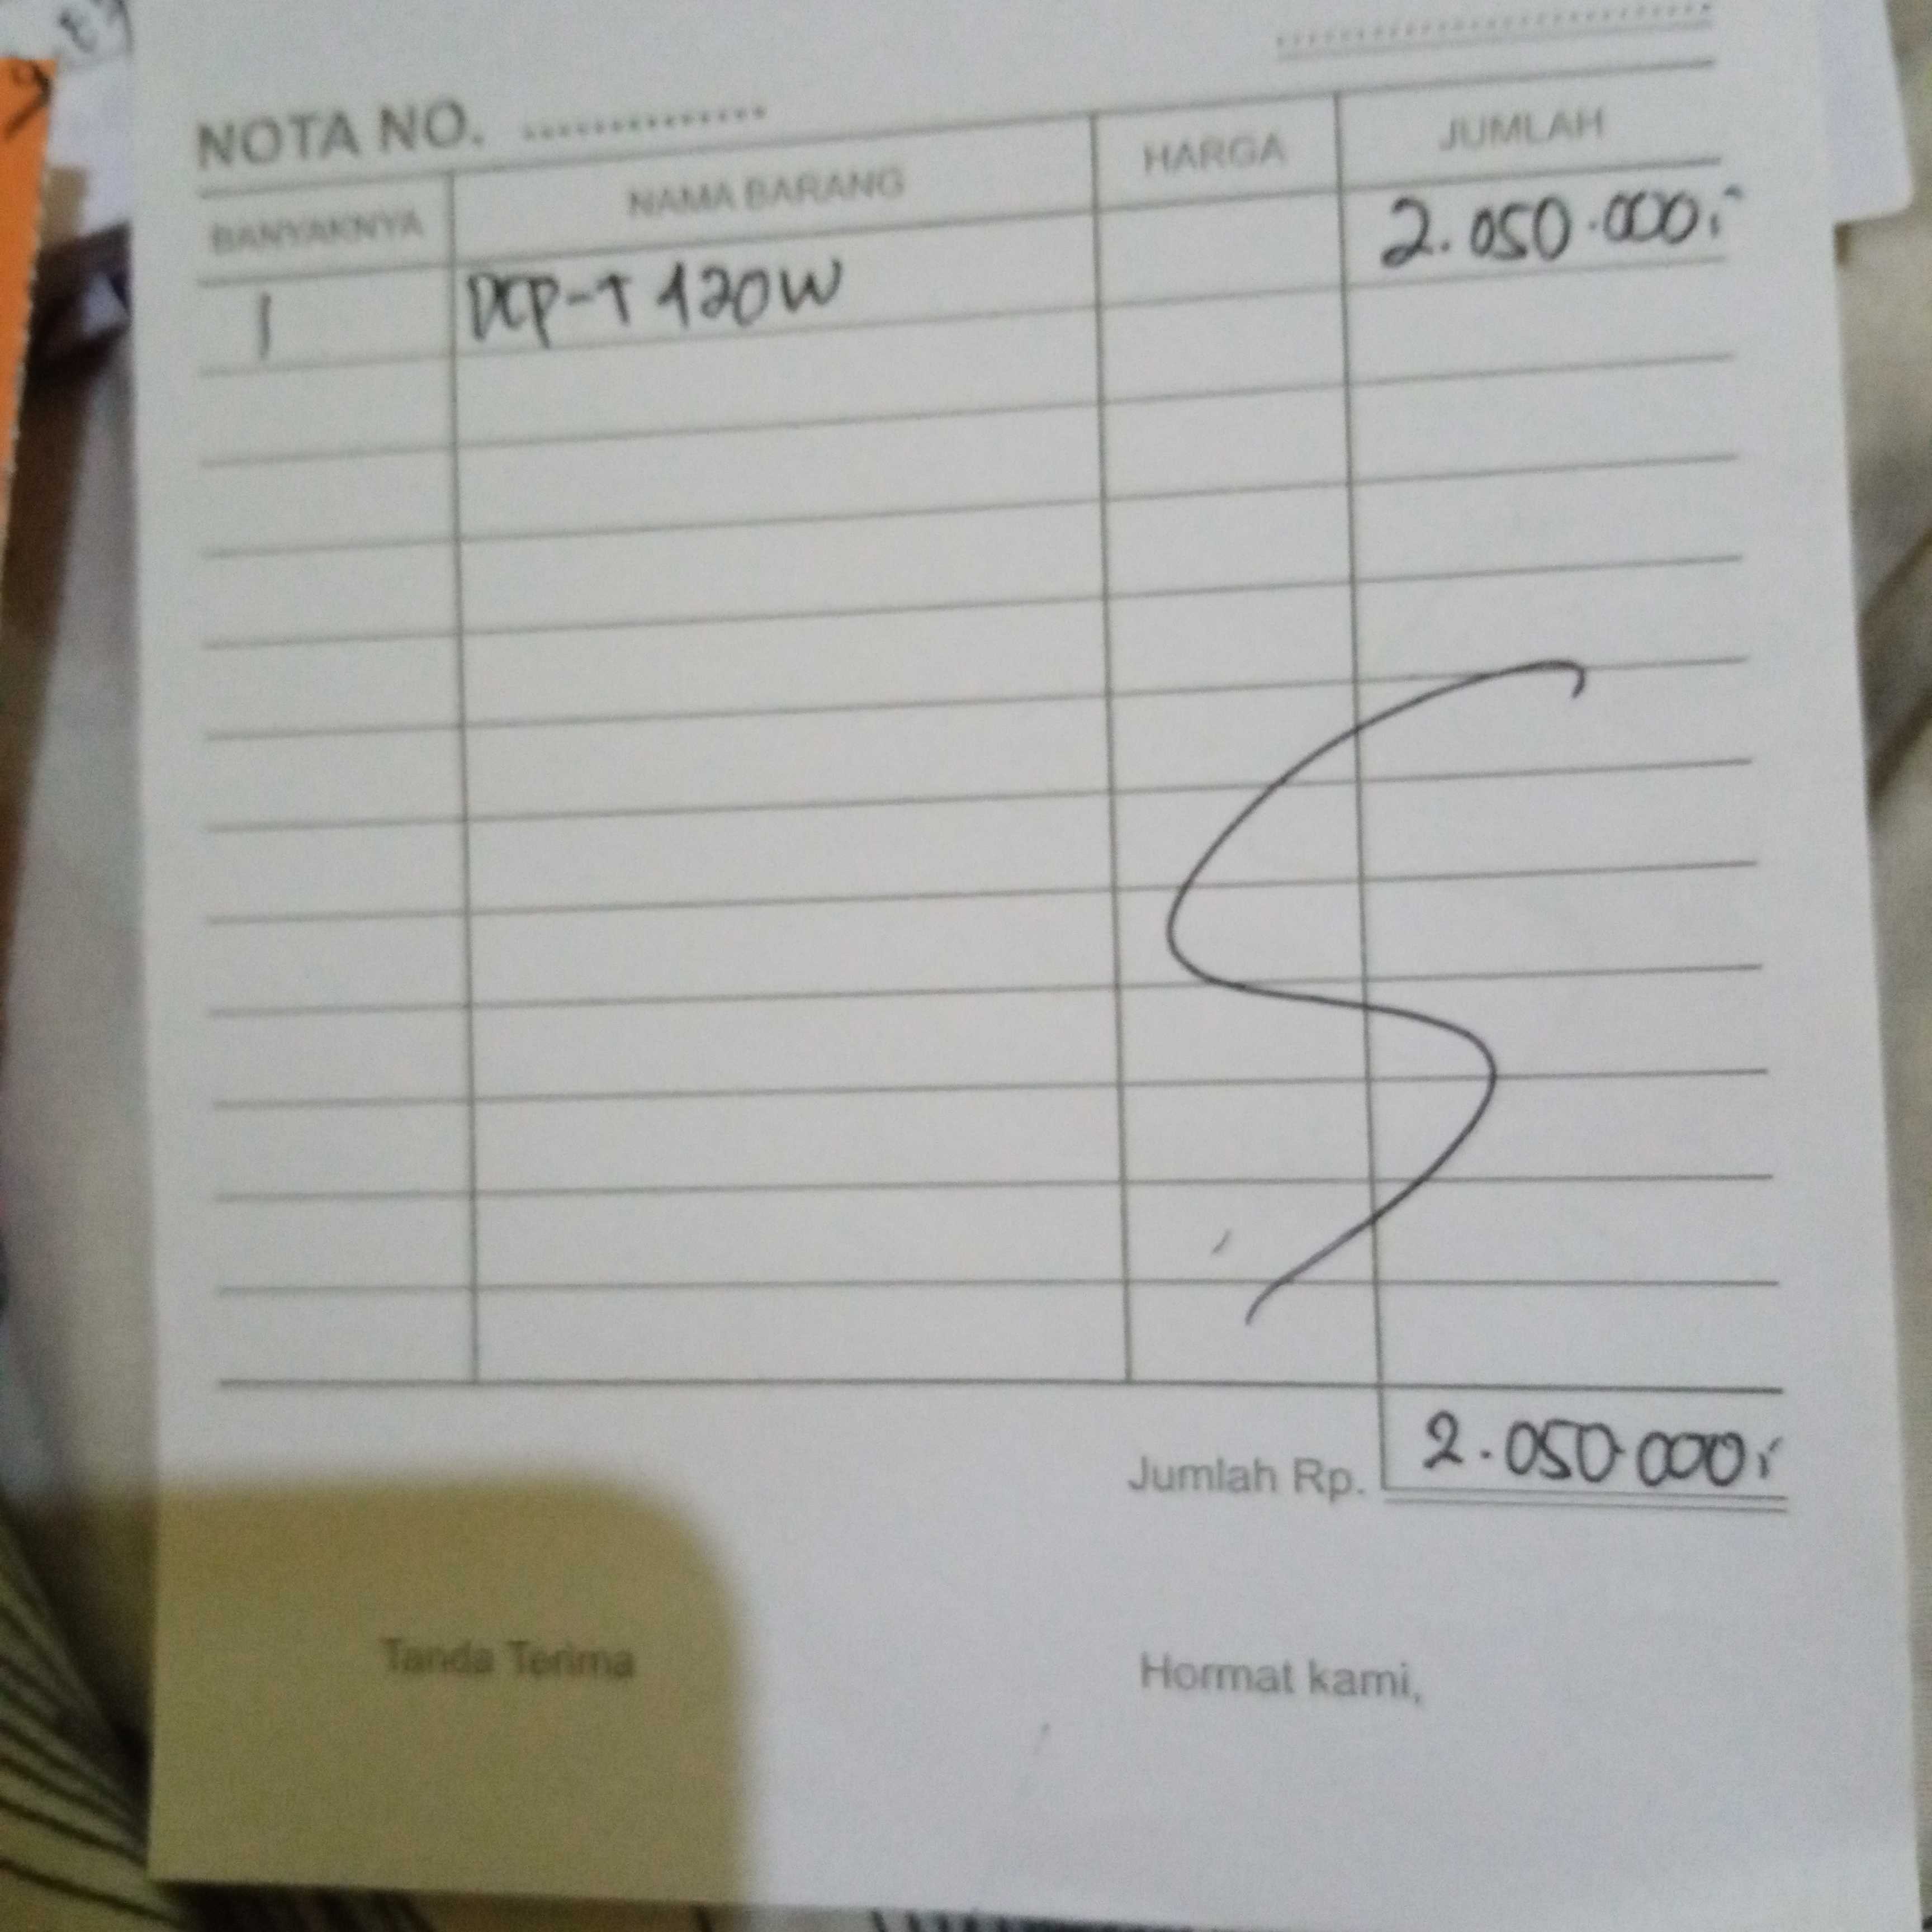 NOTA NO. ..............
BANYAKNYA NAMA BARANG HARGA JUMLAH
1 DCP-T 420W 2.050.000,-
Jumlah Rp. 2.050.000,-
Tanda Terima Hormat kami,